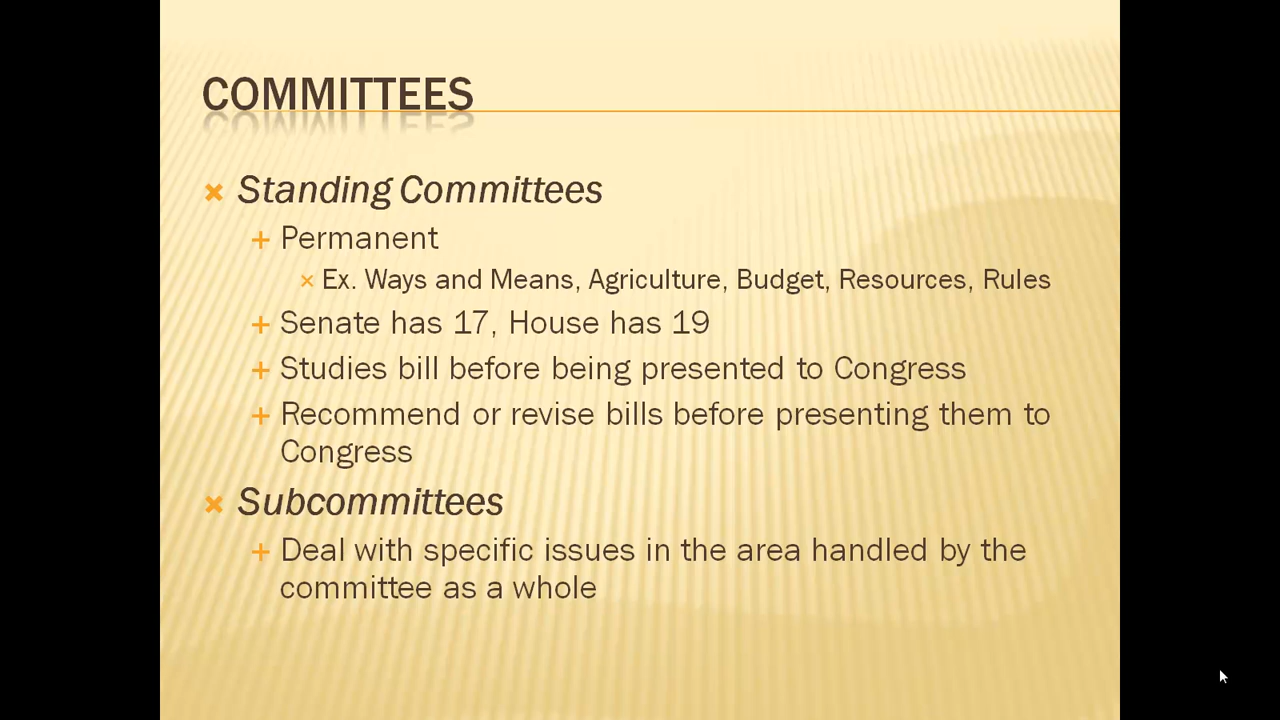 COMMITTEES
Standing Committees
Permanent
Ex. Ways and Means, Agriculture, Budget, Resources, Rules
Senate has 17, House has 19
Studies bill before being presented to Congress
Recommend or revise bills before presenting them to
Congress
Subcommittees
Deal with specific issues in the area handled by the
committee as a whole